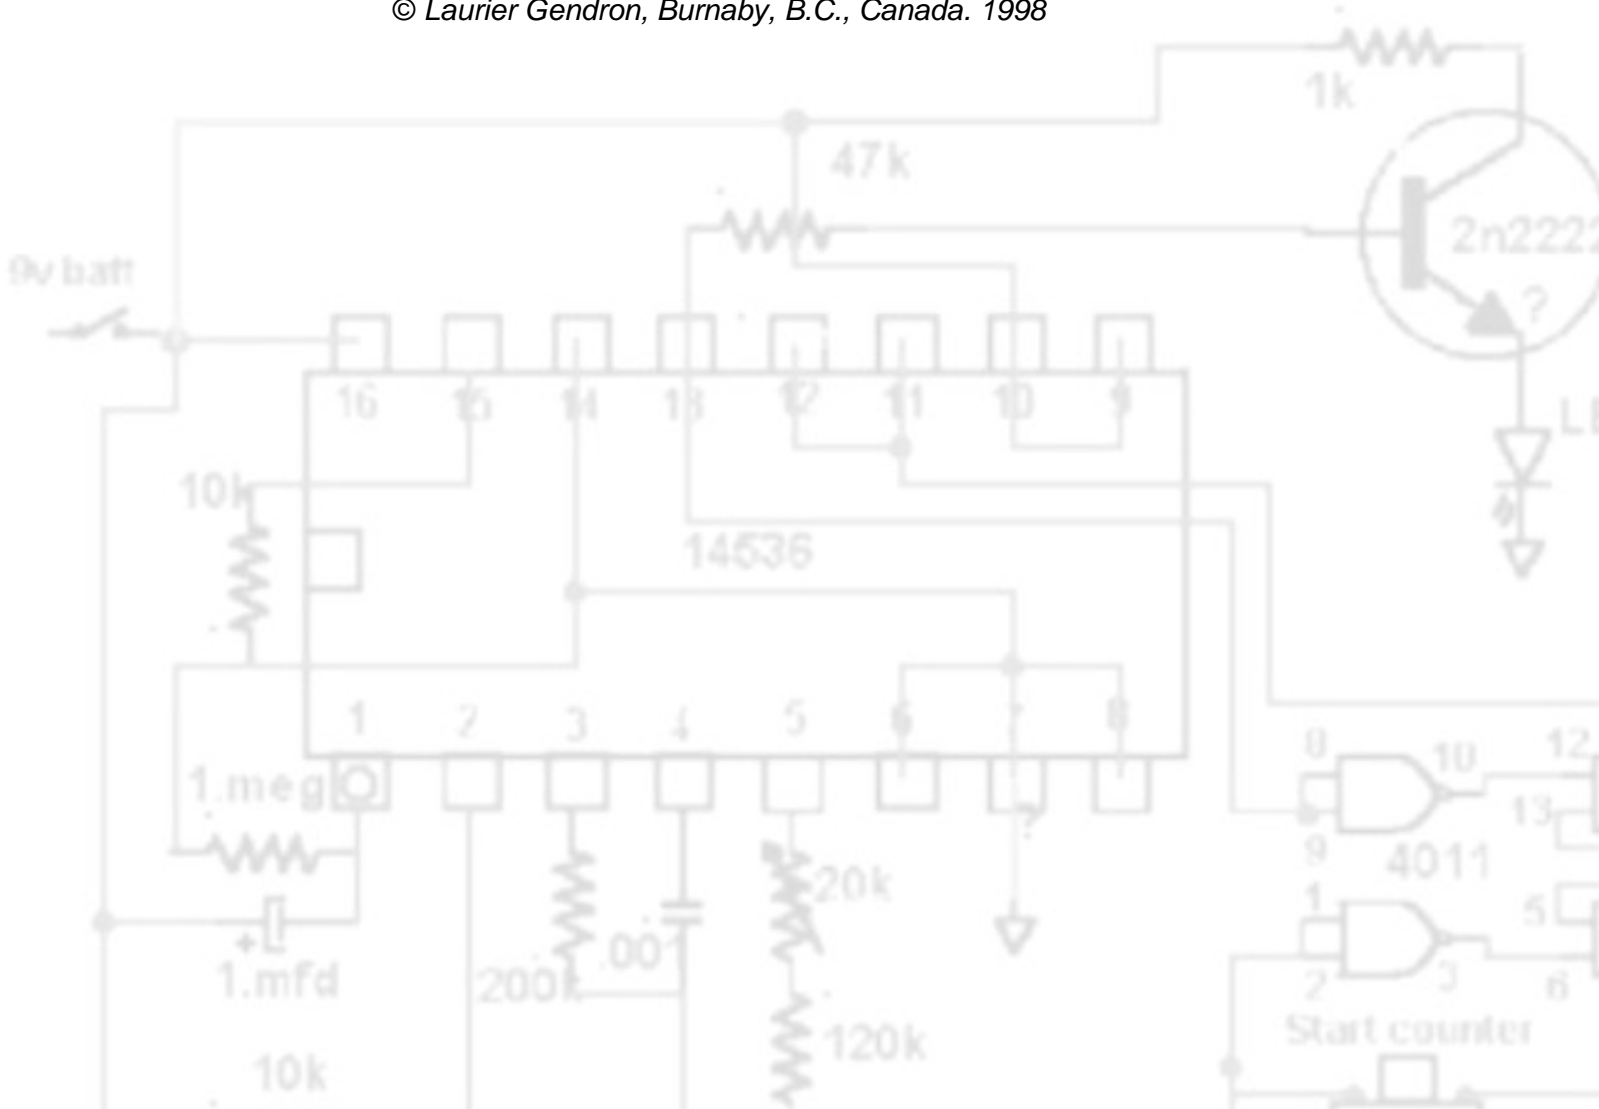 © Laurier Gendron, Burnaby, B.C., Canada. 1998
1k
47k
2n222
9v batt
?
16 15 14 13 12 11 10 9
10k
14536
1 2 3 4 5 6 7 8
8 10 12
1.meg
?
13
9 4011
20k
1 5
+
.001
1.mfd
200k
2 3 6
Start counter
120k
10k